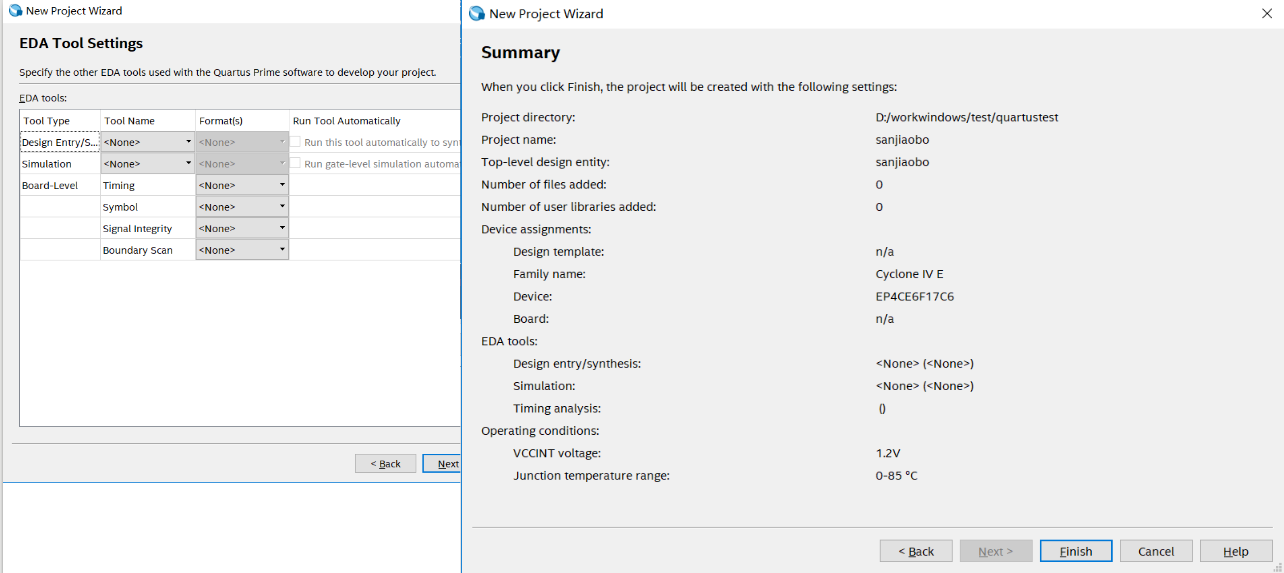 New Project Wizard
EDA Tool Settings
Specify the other EDA tools used with the Quartus Prime software to develop your project.
EDA tools:
Tool Type Tool Name Format(s) Run Tool Automatically
Design Entry/S... <None> <None> Run this tool automatically to syn
Simulation <None> <None> Run gate-level simulation automa
Board-Level Timing <None>
Symbol <None>
Signal Integrity <None>
Boundary Scan <None>
< Back Next
New Project Wizard
Summary
When you click Finish, the project will be created with the following settings:
Project directory: D:/workwindows/test/quartustest
Project name: sanjiaobo
Top-level design entity: sanjiaobo
Number of files added: 0
Number of user libraries added: 0
Device assignments:
Design template: n/a
Family name: Cyclone IV E
Device: EP4CE6F17C6
Board: n/a
EDA tools:
Design entry/synthesis: <None> (<None>)
Simulation: <None> (<None>)
Timing analysis: ()
Operating conditions:
VCCINT voltage: 1.2V
Junction temperature range: 0-85 °C
< Back Next > Finish Cancel Help